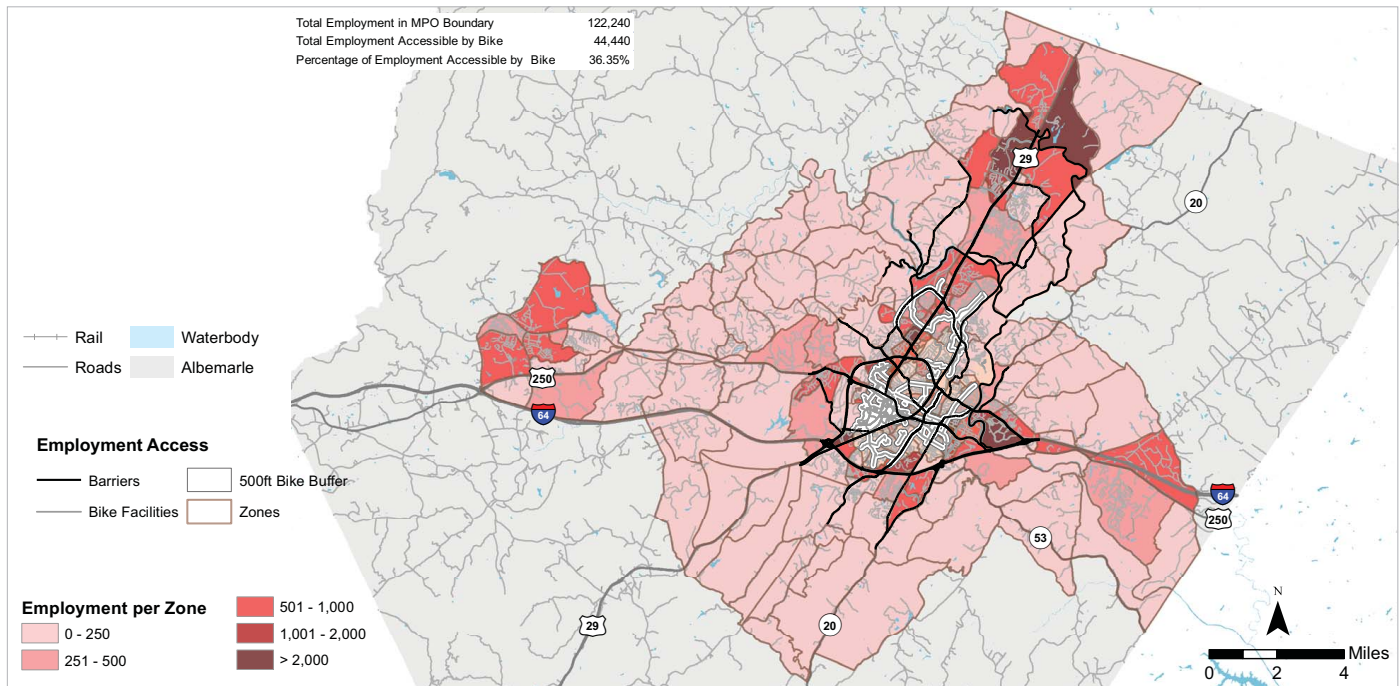 Total Employment in MPO Boundary 122,240
Total Employment Accessible by Bike 44,440
Percentage of Employment Accessible by Bike 36.35%
29
20
Rail
Waterbody
Roads
Albemarle
250
64
Employment Access
Barriers
500ft Bike Buffer
Bike Facilities
Zones
64
250
53
Employment per Zone
0 - 250
251 - 500
501 - 1,000
1,001 - 2,000
> 2,000
29
20
N
Miles
0 2 4